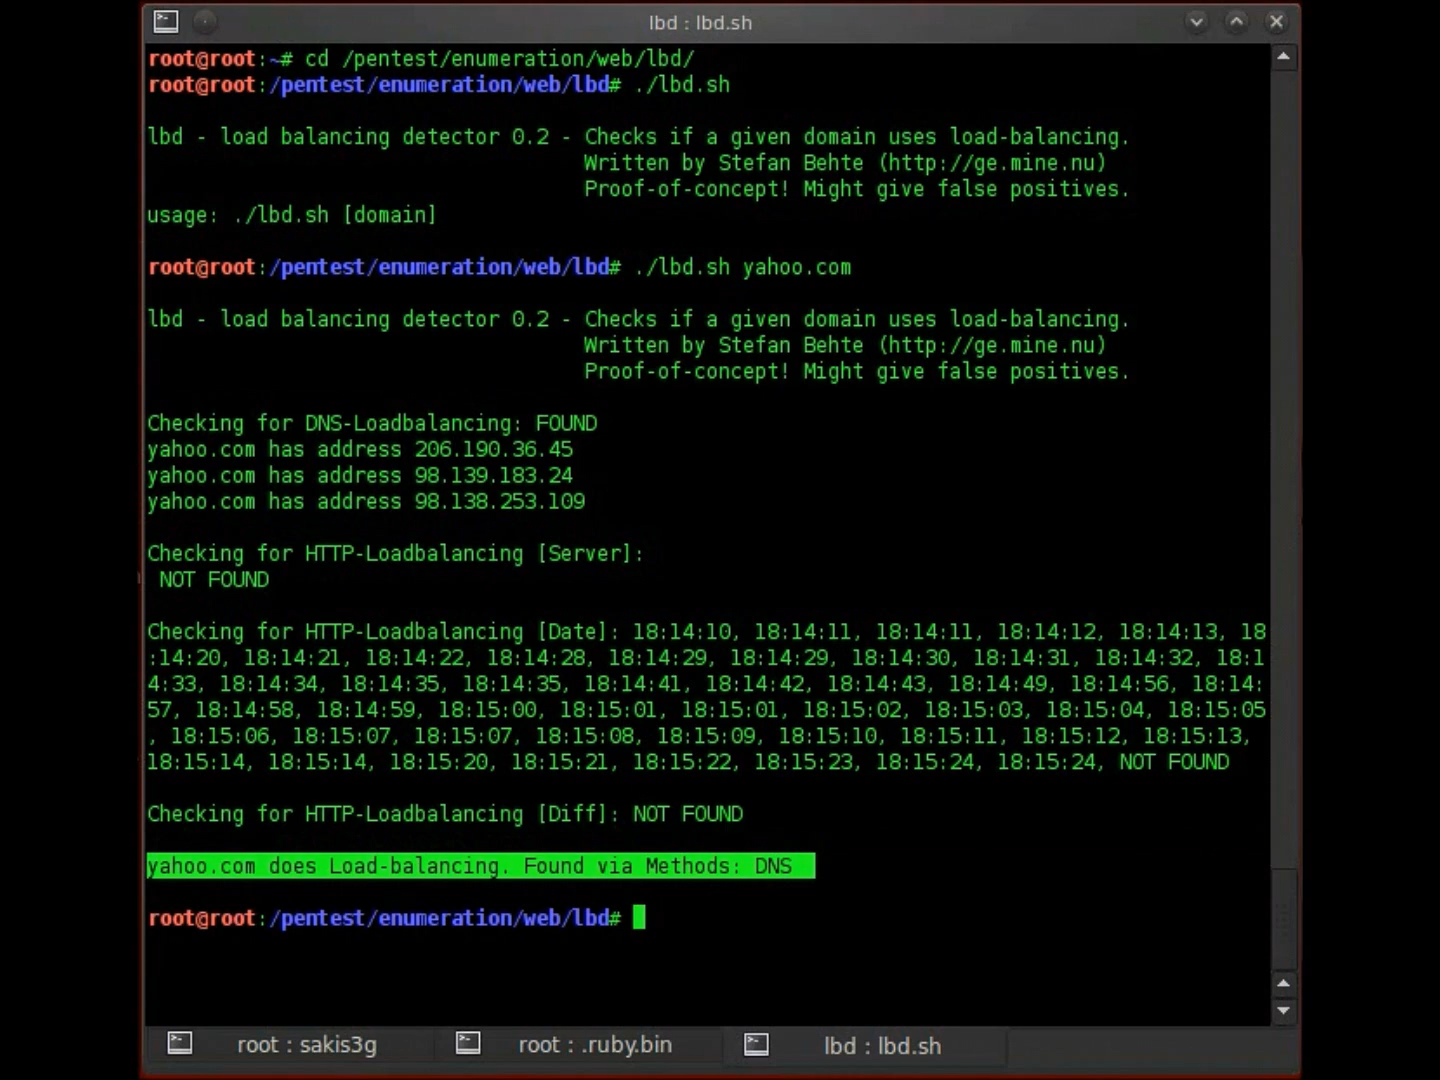 lbd : lbd.sh
root@root:~# cd /pentest/enumeration/web/lbd/
root@root:/pentest/enumeration/web/lbd# ./lbd.sh
lbd - load balancing detector 0.2 - Checks if a given domain uses load-balancing.
Written by Stefan Behte (http://ge.mine.nu)
Proof-of-concept! Might give false positives.
usage: ./lbd.sh [domain]
root@root:/pentest/enumeration/web/lbd# ./lbd.sh yahoo.com
lbd - load balancing detector 0.2 - Checks if a given domain uses load-balancing.
Written by Stefan Behte (http://ge.mine.nu)
Proof-of-concept! Might give false positives.
Checking for DNS-Loadbalancing: FOUND
yahoo.com has address 206.190.36.45
yahoo.com has address 98.139.183.24
yahoo.com has address 98.138.253.109
Checking for HTTP-Loadbalancing [Server]:
NOT FOUND
Checking for HTTP-Loadbalancing [Date]: 18:14:10, 18:14:11, 18:14:11, 18:14:12, 18:14:13, 18
:14:20, 18:14:21, 18:14:22, 18:14:28, 18:14:29, 18:14:29, 18:14:30, 18:14:31, 18:14:32, 18:1
4:33, 18:14:34, 18:14:35, 18:14:35, 18:14:41, 18:14:42, 18:14:43, 18:14:49, 18:14:56, 18:14:
57, 18:14:58, 18:14:59, 18:15:00, 18:15:01, 18:15:01, 18:15:02, 18:15:03, 18:15:04, 18:15:05
, 18:15:06, 18:15:07, 18:15:07, 18:15:08, 18:15:09, 18:15:10, 18:15:11, 18:15:12, 18:15:13,
18:15:14, 18:15:14, 18:15:20, 18:15:21, 18:15:22, 18:15:23, 18:15:24, 18:15:24, NOT FOUND
Checking for HTTP-Loadbalancing [Diff]: NOT FOUND
yahoo.com does Load-balancing. Found via Methods: DNS
root@root:/pentest/enumeration/web/lbd#
root : sakis3g
root : .ruby.bin
lbd : lbd.sh